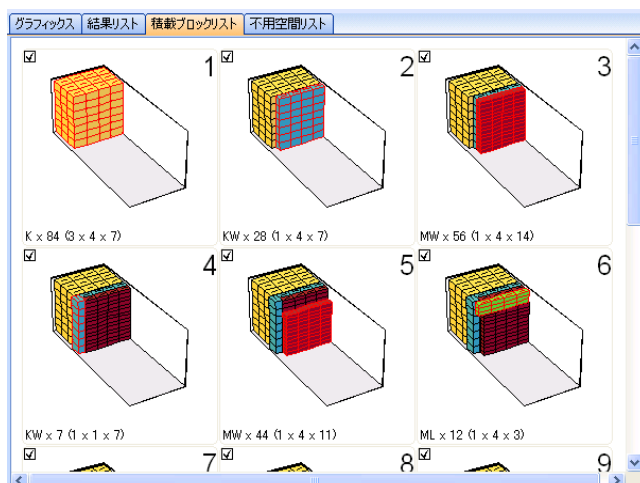 グラフィックス 結果リスト 積載ブロックリスト 不用空間リスト
1 2 3
K x 84 (3 x 4 x 7) KW x 28 (1 x 4 x 7) MW x 56 (1 x 4 x 14)
4 5 6
KW x 7 (1 x 1 x 7) MW x 44 (1 x 4 x 11) ML x 12 (1 x 4 x 3)
7 8 9